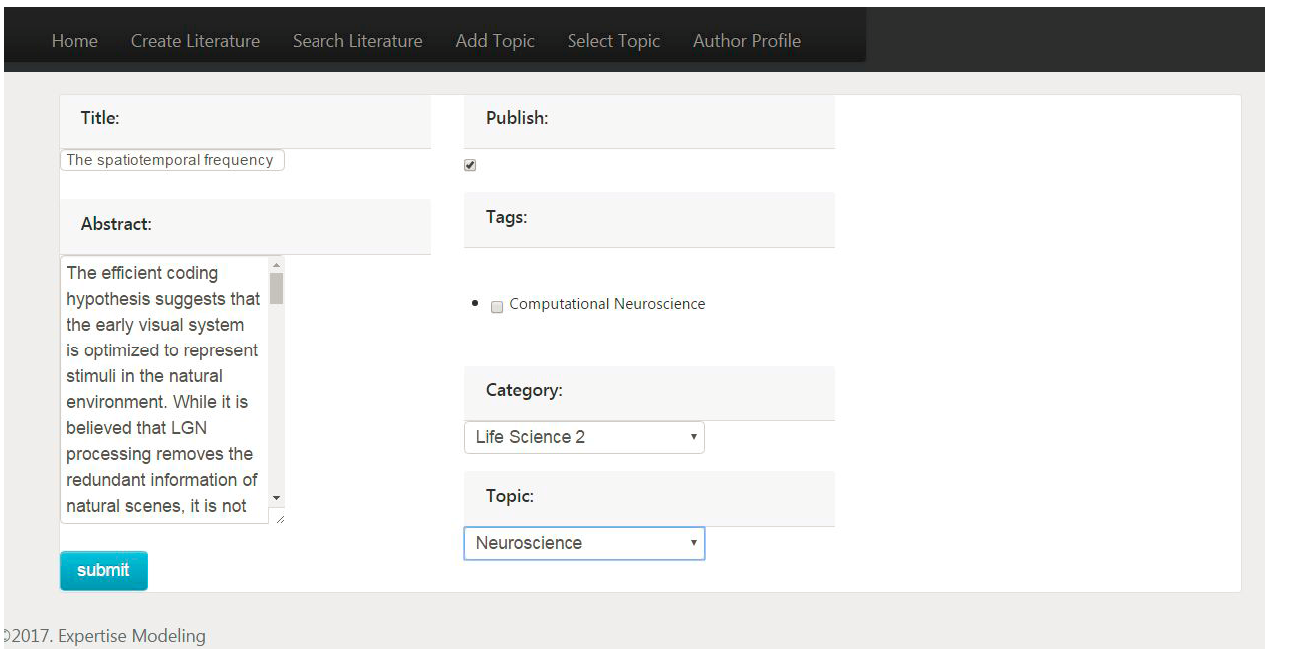 Home Create Literature Search Literature Add Topic Select Topic Author Profile
Title:
The spatiotemporal frequency
Abstract:
The efficient coding
hypothesis suggests that
the early visual system
is optimized to represent
stimuli in the natural
environment. While it is
believed that LGN
processing removes the
redundant information of
natural scenes, it is not
submit
Publish:
Tags:
Computational Neuroscience
Category:
Life Science 2
Topic:
Neuroscience
©2017. Expertise Modeling